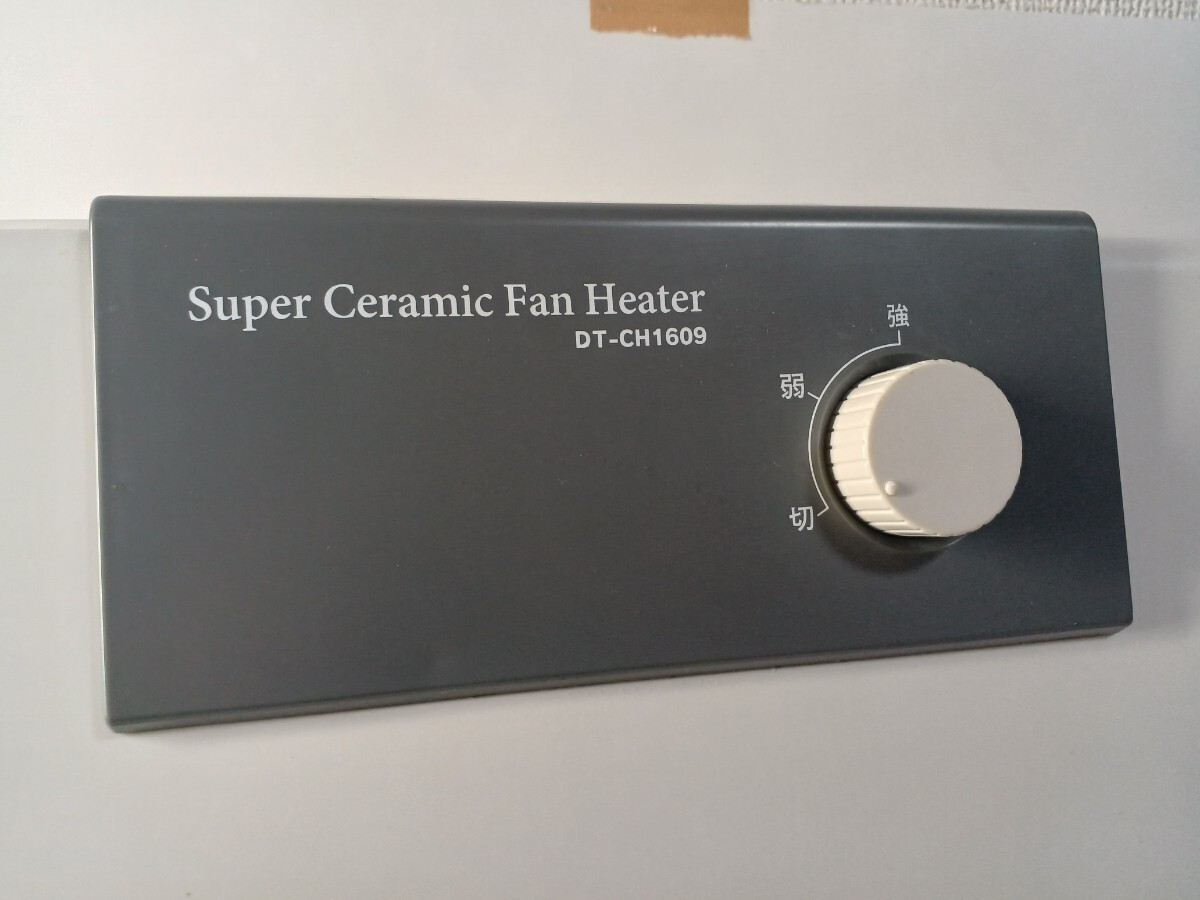 Super Ceramic Fan Heater
DT-CH1609
強
弱
切